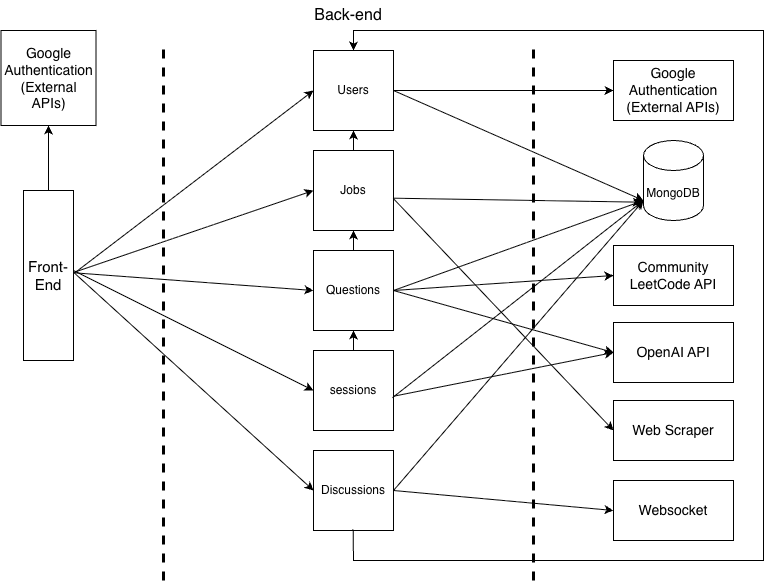 Back-end
Google
Authentication
(External
APIs)
Front-
End
Users
Jobs
Questions
sessions
Discussions
Google
Authentication
(External APIs)
MongoDB
Community
LeetCode API
OpenAI API
Web Scraper
Websocket